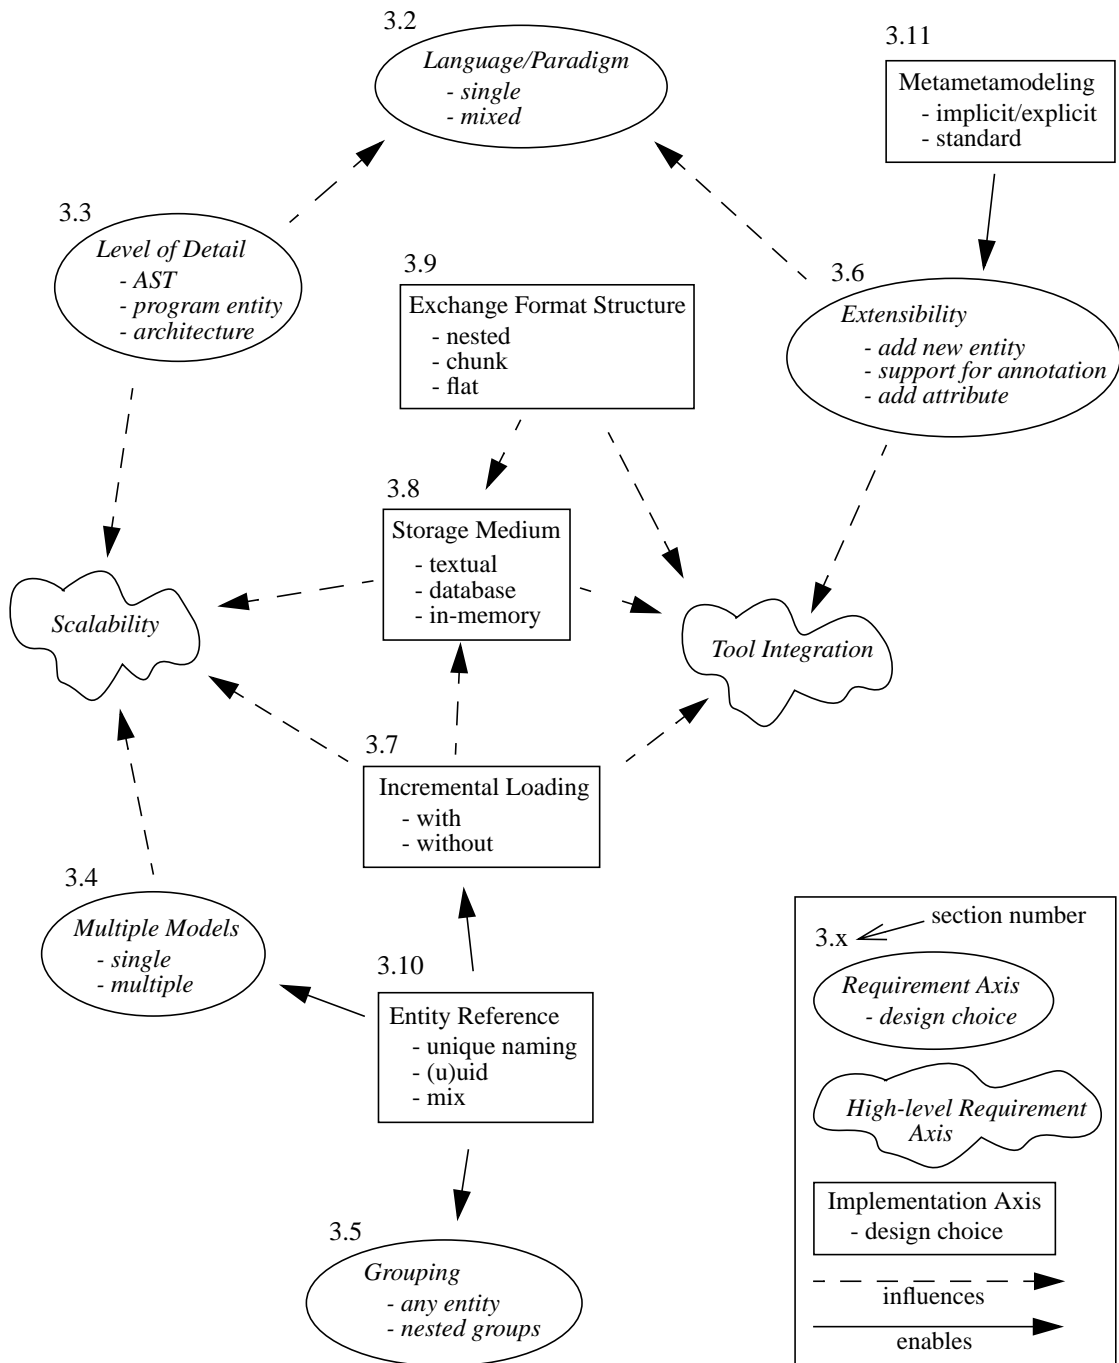 3.2
Language/Paradigm
- single
- mixed
3.11
Metametamodeling
- implicit/explicit
- standard
3.3
Level of Detail
- AST
- program entity
- architecture
3.9
Exchange Format Structure
- nested
- chunk
- flat
3.6
Extensibility
- add new entity
- support for annotation
- add attribute
3.8
Storage Medium
- textual
- database
- in-memory
Scalability
Tool Integration
3.7
Incremental Loading
- with
- without
3.4
Multiple Models
- single
- multiple
3.10
Entity Reference
- unique naming
- (u)uid
- mix
3.5
Grouping
- any entity
- nested groups
section number
3.x
Requirement Axis
- design choice
High-level Requirement
Axis
Implementation Axis
- design choice
influences
enables